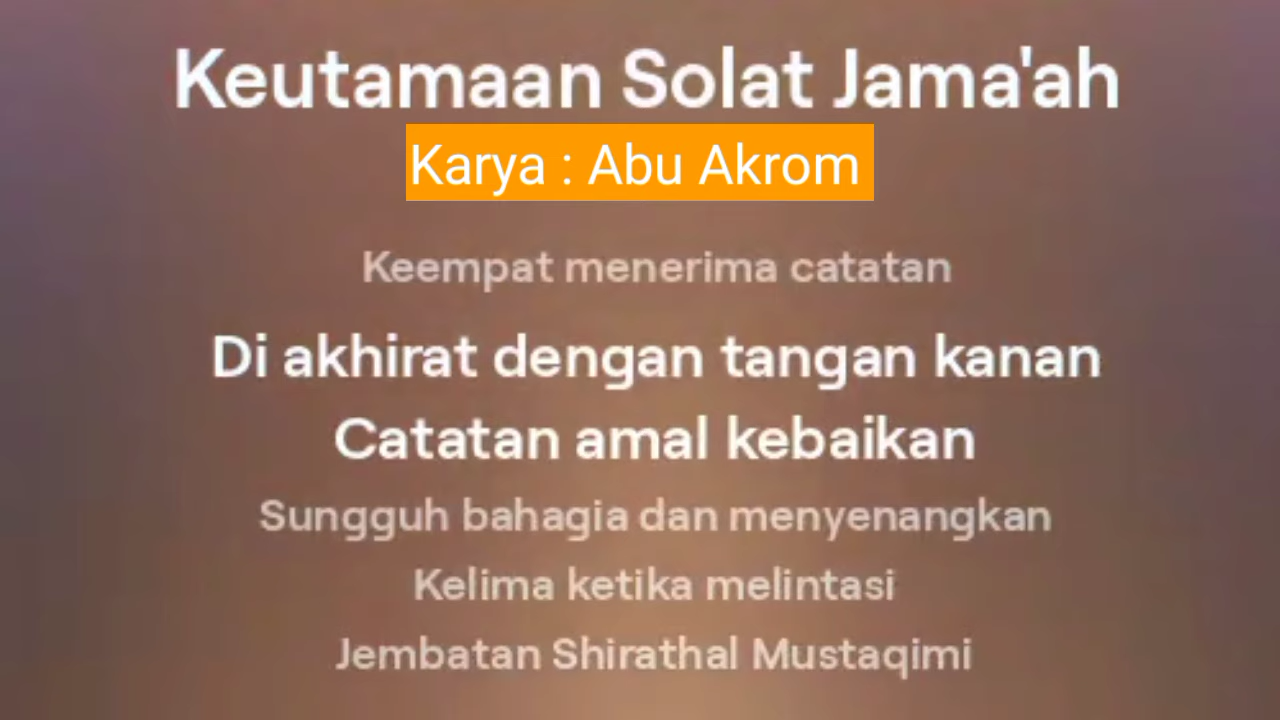 Keutamaan Solat Jama'ah
Karya : Abu Akrom
Keempat menerima catatan
Di akhirat dengan tangan kanan
Catatan amal kebaikan
Sungguh bahagia dan menyenangkan
Kelima ketika melintasi
Jembatan Shirathal Mustaqimi